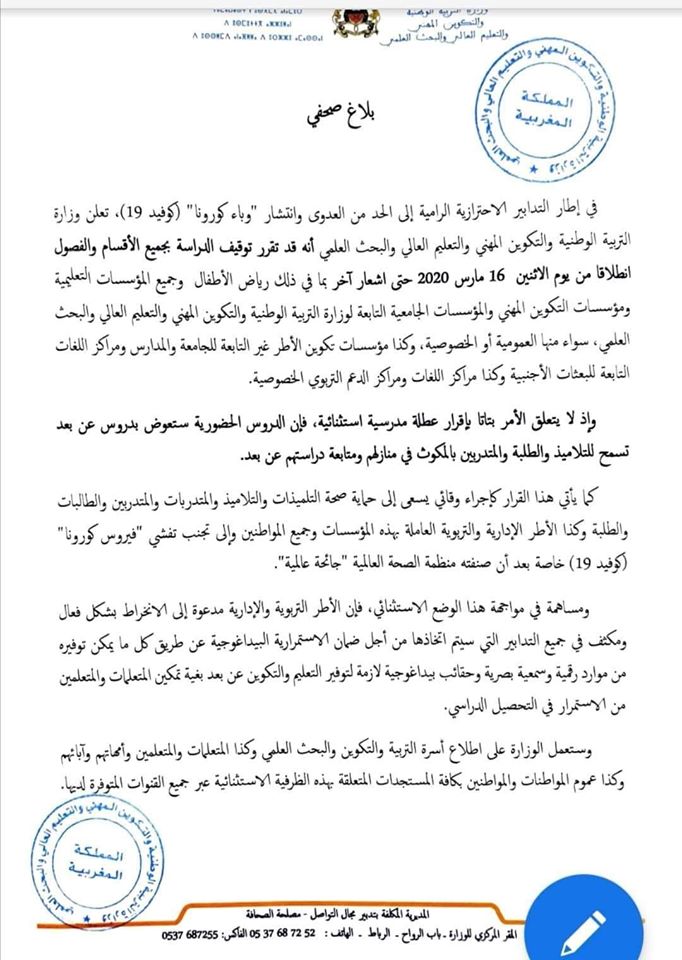 وزارة التربية الوطنية
والتكوين المهني
والتعليم العالي والبحث العلمي
المملكة
المغربية
وزارة التربية الوطنية والتكوين المهني والتعليم العالي والبحث العلمي
بلاغ صحفي
في إطار التدابير الاحترازية الرامية إلى الحد من العدوى وانتشار "وباء كورونا" (كوفيد 19)، تعلن وزارة
التربية الوطنية والتكوين المهني والتعليم العالي والبحث العلمي أنه قد تقرر توقيف الدراسة بجميع الأقسام والفصول
انطلاقا من يوم الاثنين 16 مارس 2020 حتى اشعار آخر بما في ذلك رياض الأطفال وجميع المؤسسات التعليمية
ومؤسسات التكوين المهني والمؤسسات الجامعية التابعة لوزارة التربية الوطنية والتكوين المهني والتعليم العالي والبحث
العلمي، سواء منها العمومية أو الخصوصية، وكذا مؤسسات تكوين الأطر غير التابعة للجامعة والمدارس ومراكز اللغات
التابعة للبعثات الأجنبية وكذا مراكز اللغات ومراكز الدعم التربوي الخصوصية.
وإذ لا يتعلق الأمر بتاتا بإقرار عطلة مدرسية استثنائية، فإن الدروس الحضورية ستعوض بدروس عن بعد
تسمح للتلاميذ والطلبة والمتدربين بالمكوث في منازلهم ومتابعة دراستهم عن بعد.
كما يأتي هذا القرار كإجراء وقائي يسعى إلى حماية صحة التلميذات والتلاميذ والمتدربات والمتدربين والطالبات
والطلبة وكذا الأطر الإدارية والتربوية العاملة بهذه المؤسسات وجميع المواطنين وإلى تجنب تفشي "فيروس كورونا"
(كوفيد 19) خاصة بعد أن صنفته منظمة الصحة العالمية "جائحة عالمية".
ومساهمة في مواجهة هذا الوضع الاستثنائي، فإن الأطر التربوية والإدارية مدعوة إلى الانخراط بشكل فعال
ومكثف في جميع التدابير التي سيتم اتخاذها من أجل ضمان الاستمرارية البيداغوجية عن طريق كل ما يمكن توفيره
من موارد رقمية وسمعية بصرية وحقائب بيداغوجية لازمة لتوفير التعليم والتكوين عن بعد بغية تمكين المتعلمات والمتعلمين
من الاستمرار في التحصيل الدراسي.
وستعمل الوزارة على اطلاع أسرة التربية والتكوين والبحث العلمي وكذا المتعلمات والمتعلمين وأمهاتهم وآبائهم
وكذا عموم المواطنات والمواطنين بكافة المستجدات المتعلقة بهذه الظرفية الاستثنائية عبر جميع القنوات المتوفرة لديها.
المملكة
المغربية
وزارة التربية الوطنية والتكوين المهني والتعليم العالي والبحث العلمي
المديرية المكلفة بتدبير مجال التواصل - مصلحة الصحافة
المقر المركزي للوزارة - باب الرواح - الرباط - الهاتف : 52 72 68 37 05 الفاكس: 0537 687255